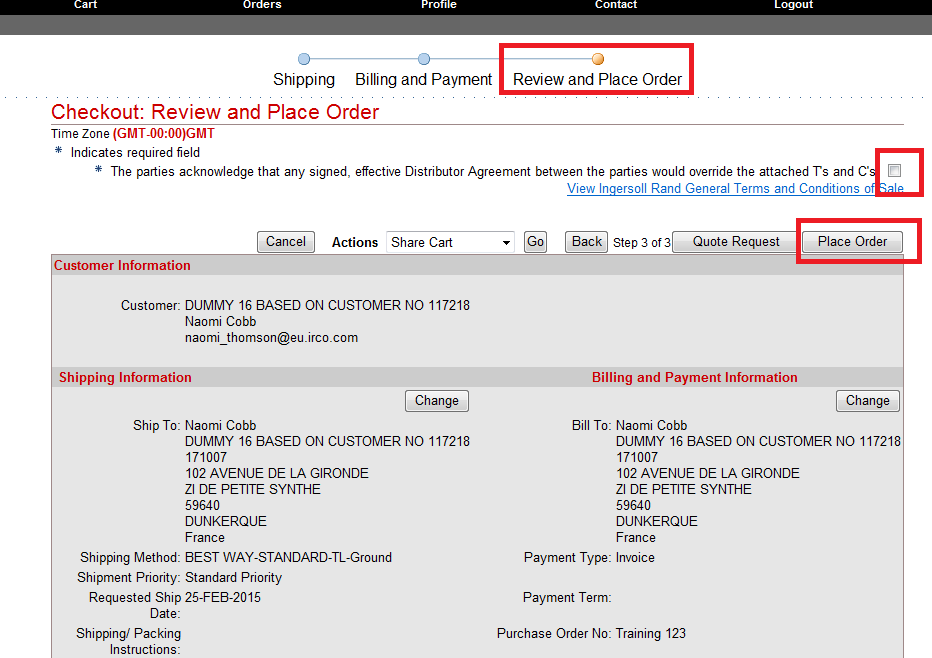 Cart Orders Profile Contact Logout
Shipping Billing and Payment Review and Place Order
Checkout: Review and Place Order
Time Zone (GMT-00:00)GMT
* Indicates required field
* The parties acknowledge that any signed, effective Distributor Agreement between the parties would override the attached T's and C's
View Ingersoll Rand General Terms and Conditions of Sale
Cancel Actions Share Cart Go Back Step 3 of 3 Quote Request Place Order
Customer Information
Customer: DUMMY 16 BASED ON CUSTOMER NO 117218
Naomi Cobb
naomi_thomson@eu.irco.com
Shipping Information
Change
Ship To: Naomi Cobb
DUMMY 16 BASED ON CUSTOMER NO 117218
171007
102 AVENUE DE LA GIRONDE
ZI DE PETITE SYNTHE
59640
DUNKERQUE
France
Shipping Method: BEST WAY-STANDARD-TL-Ground
Shipment Priority: Standard Priority
Requested Ship 25-FEB-2015
Date:
Shipping/ Packing
Instructions:
Billing and Payment Information
Change
Bill To: Naomi Cobb
DUMMY 16 BASED ON CUSTOMER NO 117218
171007
102 AVENUE DE LA GIRONDE
ZI DE PETITE SYNTHE
59640
DUNKERQUE
France
Payment Type: Invoice
Payment Term:
Purchase Order No: Training 123